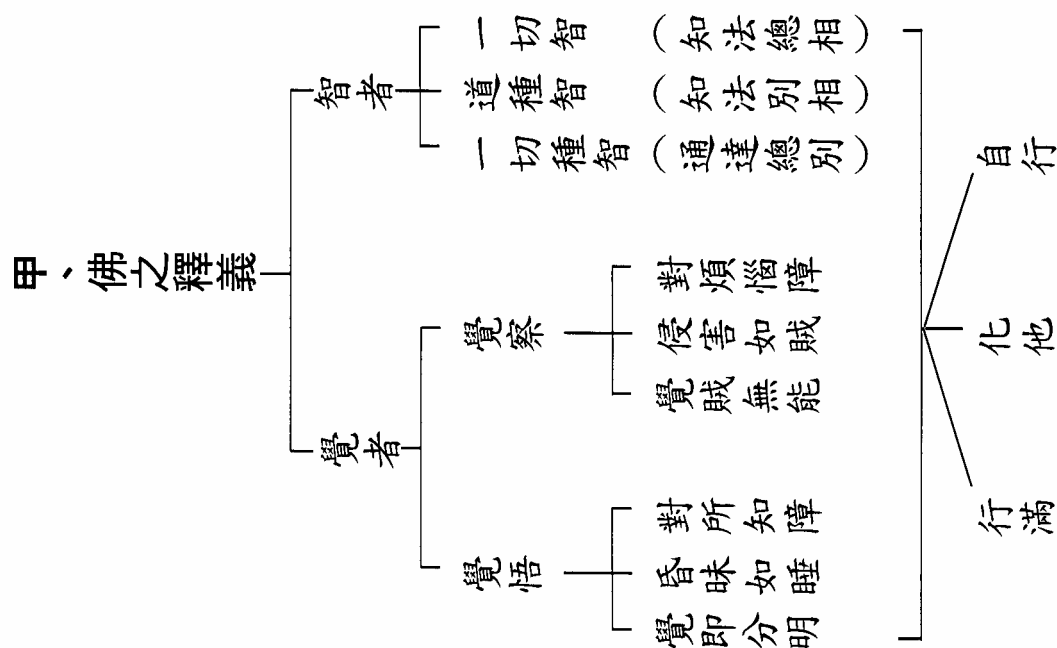 甲、佛之釋義
智者
一切智（知法總相）
道種智（知法別相）
一切種智（通達總別）
覺者
覺察
對煩惱障
侵害如賊
覺賊無能
覺悟
對所知障
昏昧如睡
覺即分明
自行
化他
行滿